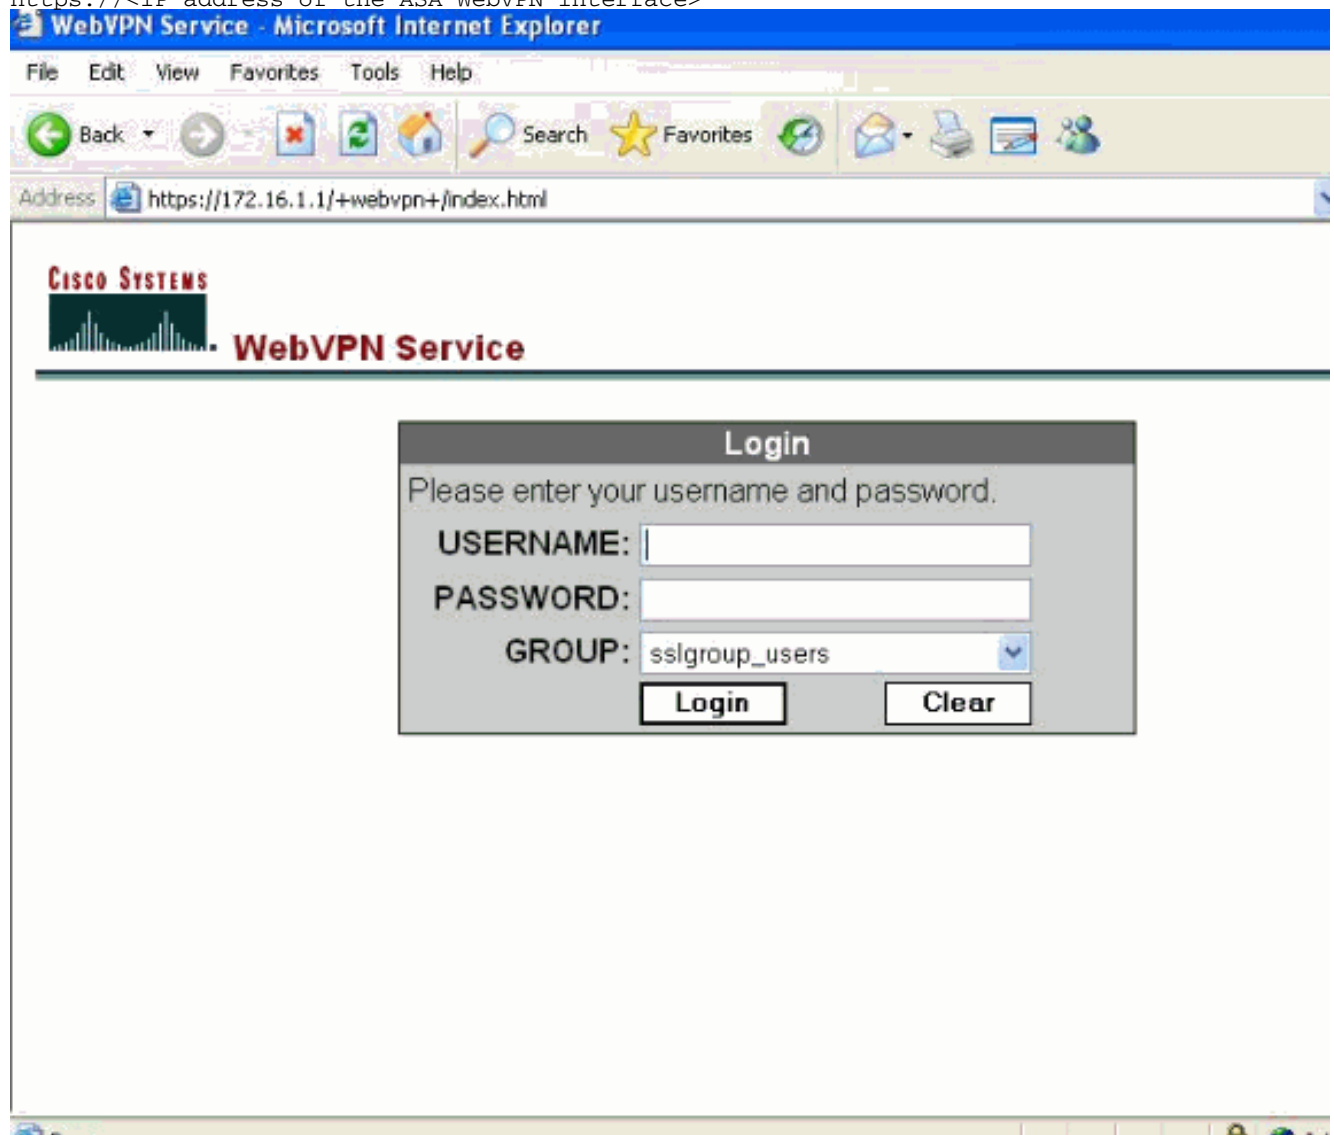 https://<IP address of the ASA WebVPN interface>
WebVPN Service - Microsoft Internet Explorer
File Edit View Favorites Tools Help
Back Search Favorites
Address https://172.16.1.1/+webvpn+/index.html
CISCO SYSTEMS
WebVPN Service
Login
Please enter your username and password.
USERNAME:
PASSWORD:
GROUP: sslgroup_users
Login Clear